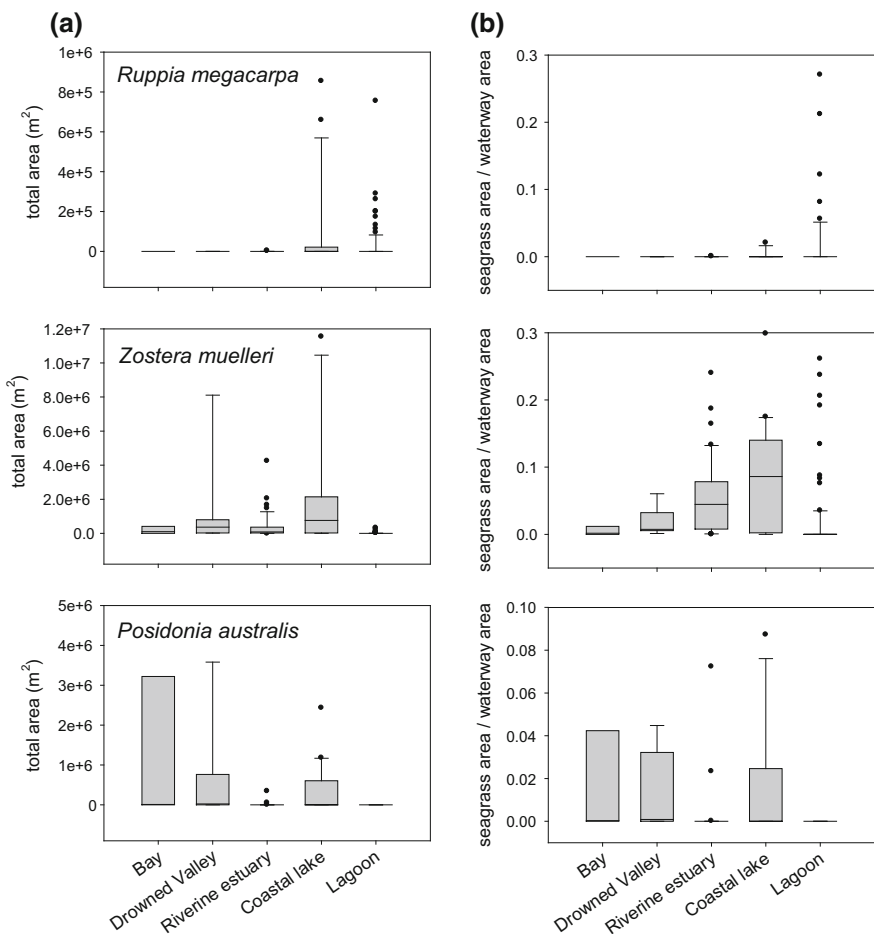 (a)
(b)
1e+6
8e+5
6e+5
4e+5
2e+5
0
total area (m²)
Ruppia megacarpa
0.3
0.2
0.1
0.0
seagrass area / waterway area
1.2e+7
1.0e+7
8.0e+6
6.0e+6
4.0e+6
2.0e+6
0.0
total area (m²)
Zostera muelleri
0.3
0.2
0.1
0.0
seagrass area / waterway area
5e+6
4e+6
3e+6
2e+6
1e+6
0
total area (m²)
Posidonia australis
0.10
0.08
0.06
0.04
0.02
0.00
seagrass area / waterway area
Bay
Drowned Valley
Riverine estuary
Coastal lake
Lagoon
Bay
Drowned Valley
Riverine estuary
Coastal lake
Lagoon